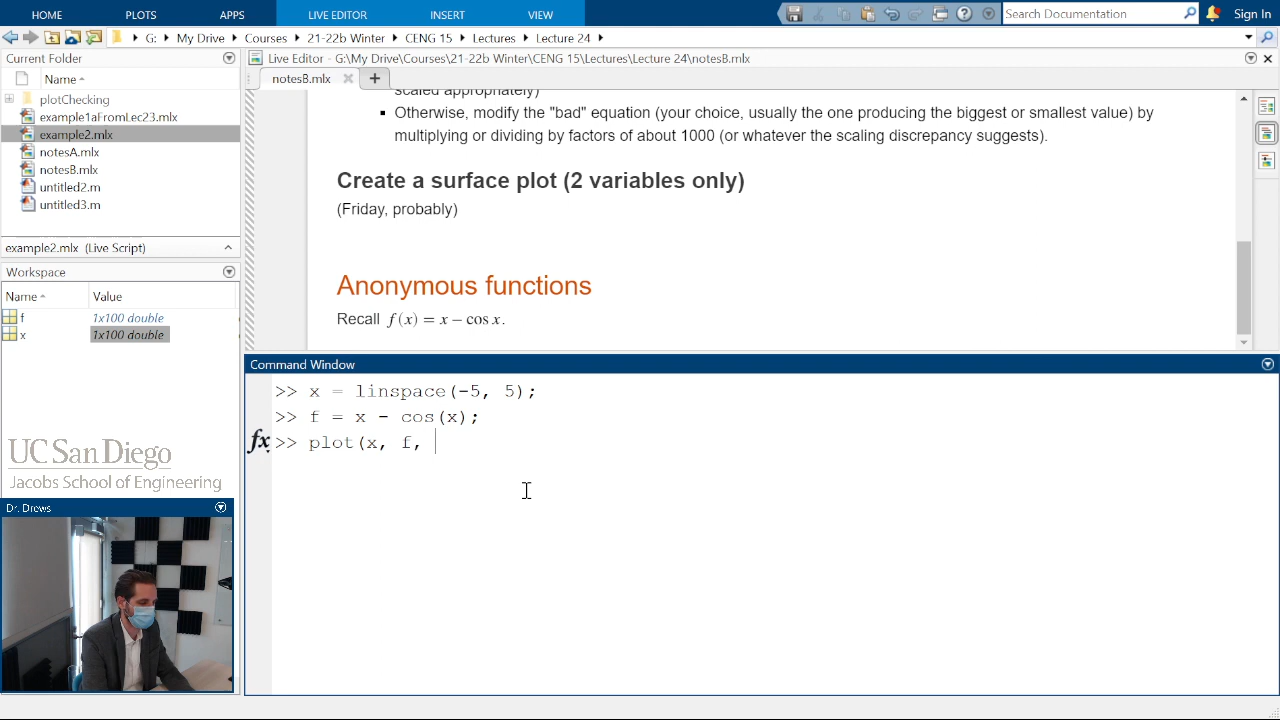 HOME PLOTS APPS LIVE EDITOR INSERT VIEW Search Documentation Sign In
G: My Drive Courses 21-22b Winter CENG 15 Lectures Lecture 24
Current Folder
Live Editor - G:\My Drive\Courses\21-22b Winter\CENG 15\Lectures\Lecture 24\notesB.mlx
Name
notesB.mlx
plotChecking
example1aFromLec23.mlx
example2.mlx
notesA.mlx
notesB.mlx
untitled2.m
untitled3.m
example2.mlx (Live Script)
Workspace
Name Value
f 1x100 double
x 1x100 double
scaled appropriately)
▪ Otherwise, modify the "bad" equation (your choice, usually the one producing the biggest or smallest value) by
multiplying or dividing by factors of about 1000 (or whatever the scaling discrepancy suggests).
Create a surface plot (2 variables only)
(Friday, probably)
Anonymous functions
Recall f (x) = x − cos x.
Command Window
>> x = linspace(-5, 5);
>> f = x - cos(x);
fx >> plot(x, f,
UC San Diego
Jacobs School of Engineering
Dr. Drews